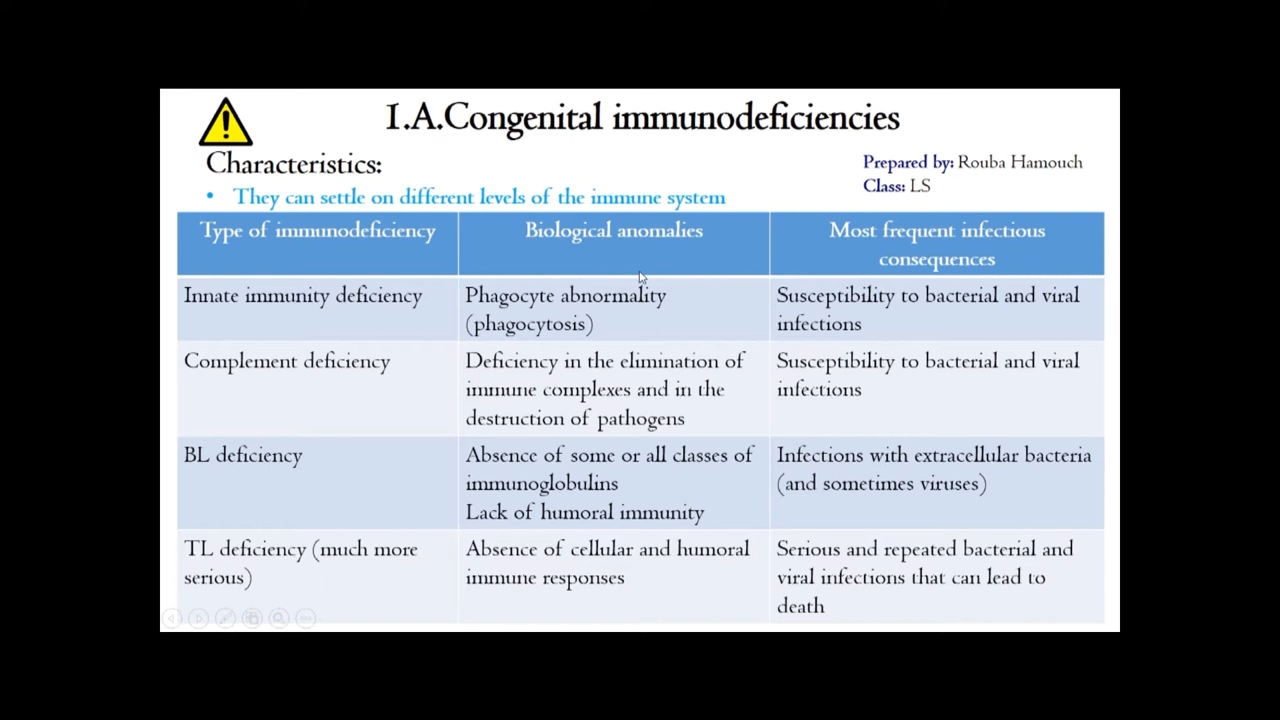 1.A.Congenital immunodeficiencies
Characteristics:
Prepared by: Rouba Hamouch
Class: LS
• They can settle on different levels of the immune system
Type of immunodeficiency
Biological anomalies
Most frequent infectious
consequences
Innate immunity deficiency
Phagocyte abnormality
(phagocytosis)
Susceptibility to bacterial and viral
infections
Complement deficiency
Deficiency in the elimination of
immune complexes and in the
destruction of pathogens
Susceptibility to bacterial and viral
infections
BL deficiency
Absence of some or all classes of
immunoglobulins
Lack of humoral immunity
Infections with extracellular bacteria
(and sometimes viruses)
TL deficiency (much more
serious)
Absence of cellular and humoral
immune responses
Serious and repeated bacterial and
viral infections that can lead to
death